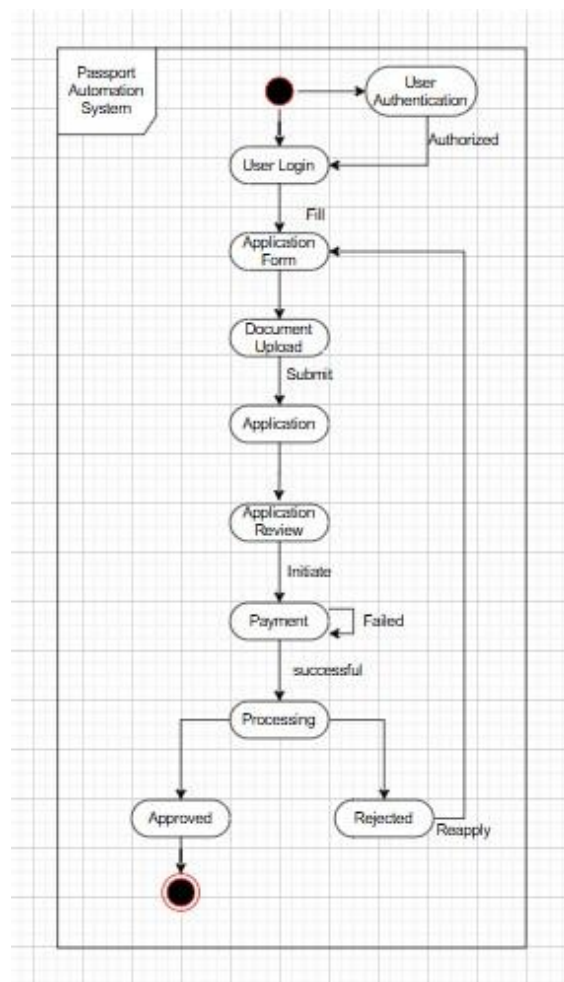 Passport
Automation
System
User
Authentication
Authorized
User Login
Fill
Application
Form
Document
Upload
Submit
Application
Application
Review
Initiate
Payment
Failed
successful
Processing
Approved
Rejected
Reapply